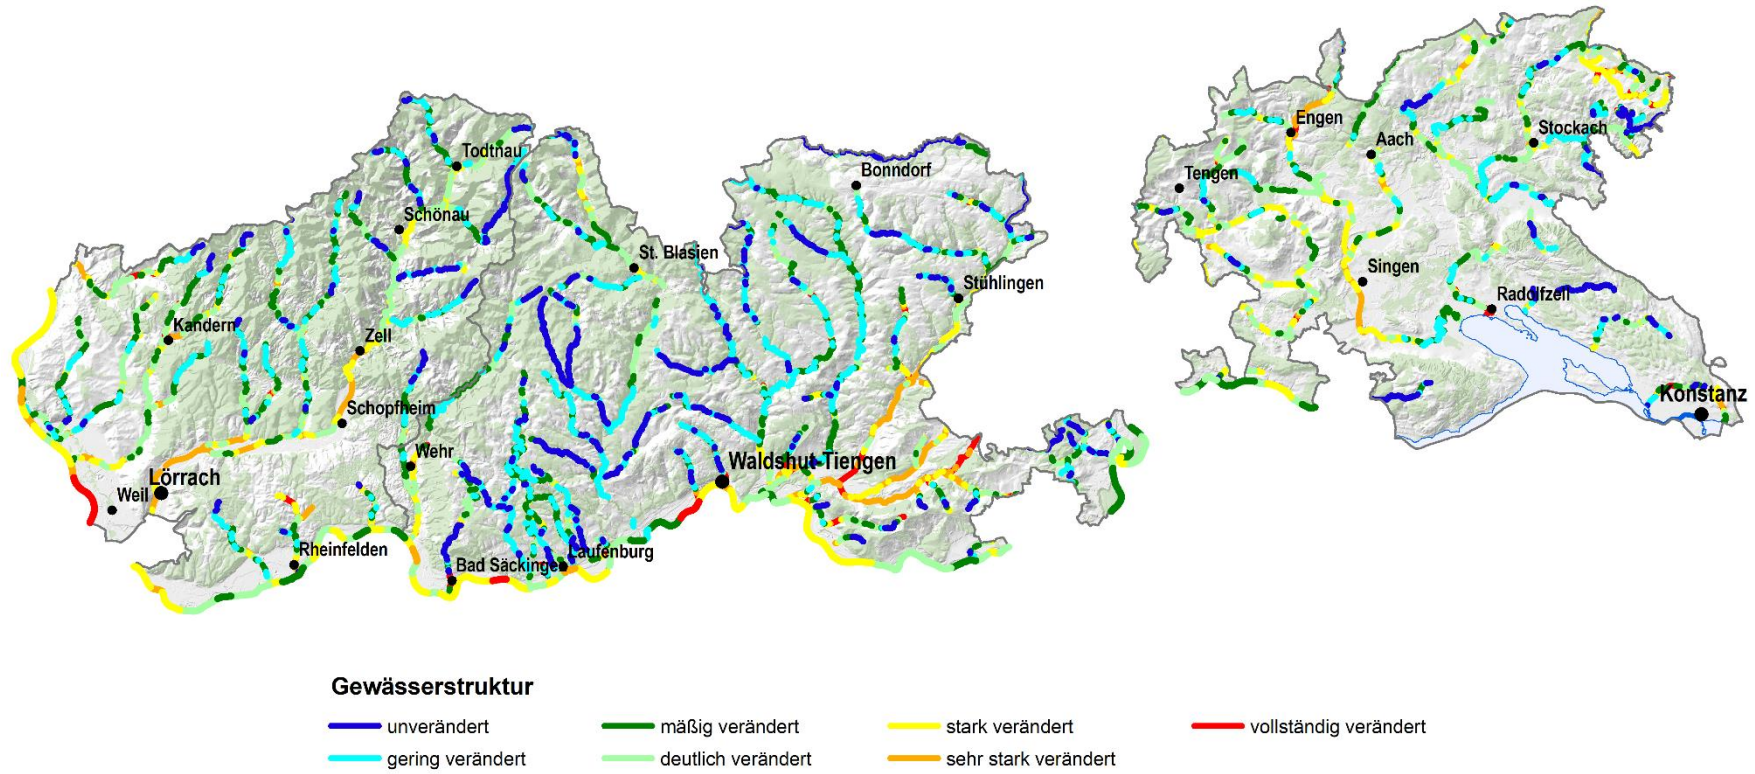 Todtnau
Bonndorf
Schönau
St. Blasien
Stühlingen
Kandern
Zell
Schopfheim
Wehr
Waldshut-Tiengen
Lörrach
Weil
Rheinfelden
Laufenburg
Bad Säckingen
Engen
Aach
Stockach
Tengen
Singen
Radolfzell
Konstanz
Gewässerstruktur
unverändert
mäßig verändert
stark verändert
vollständig verändert
gering verändert
deutlich verändert
sehr stark verändert